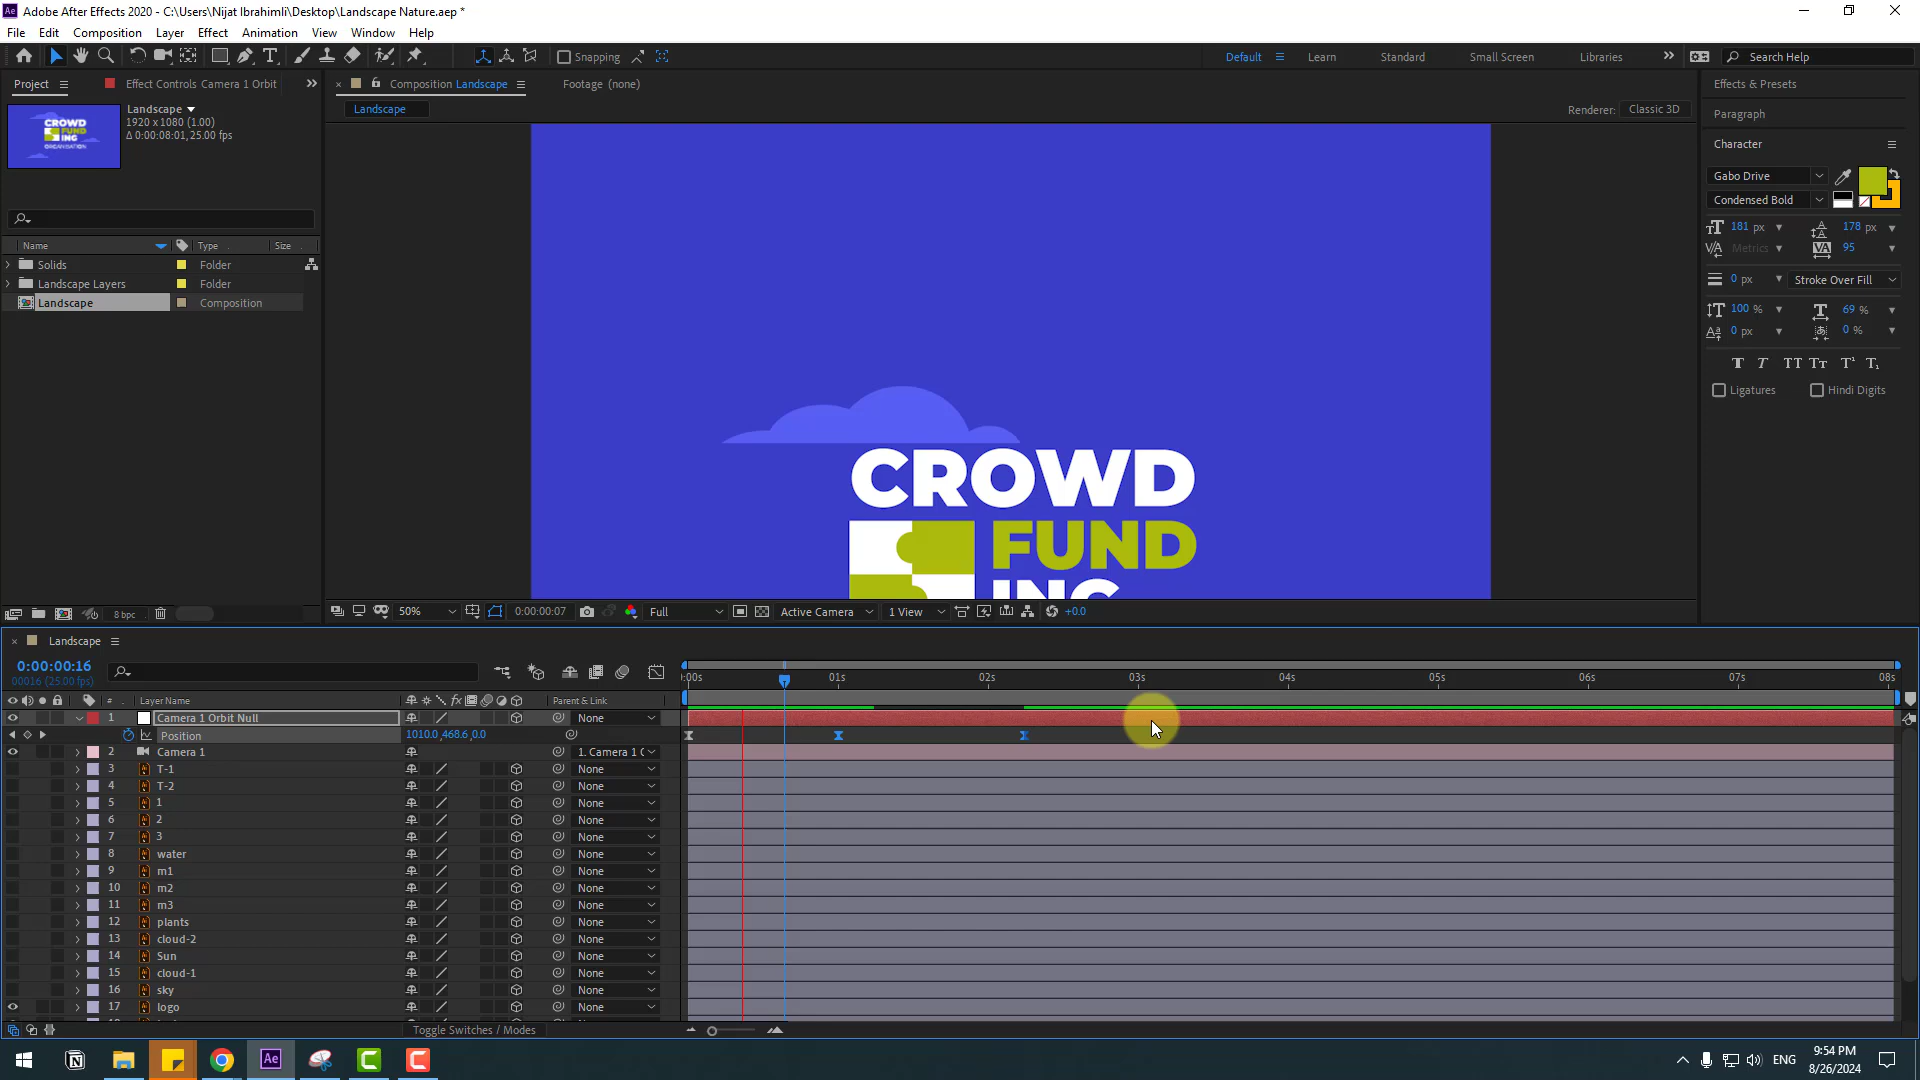 Adobe After Effects 2020 - C:\Users\Nijat Ibrahimli\Desktop\Landscape Nature.aep *
File Edit Composition Layer Effect Animation View Window Help
Snapping
Default Learn Standard Small Screen Libraries Search Help
Project Effect Controls Camera 1 Orbit
Composition Landscape Footage (none)
Effects & Presets
Landscape
1920 x 1080 (1.00)
Δ 0:00:08:01, 25.00 fps
Landscape
Renderer: Classic 3D
Paragraph
Character
Gabo Drive
Condensed Bold
181 px 178 px
Metrics 95
0 px Stroke Over Fill
100 % 69 %
0 px 0 %
Ligatures Hindi Digits
Name Type Size
Solids Folder
Landscape Layers Folder
Landscape Composition
CROWD
FUND
ING
CROWD
FUND
ING
ORGANISATION
8 bpc
50% 0:00:00:07 Full Active Camera 1 View +0.0
Landscape
0:00:00:16
00016 (25.00 fps)
:00s 01s 02s 03s 04s 05s 06s 07s 08s
# Layer Name Parent & Link
1 Camera 1 Orbit Null None
Position 1010.0,468.6,0.0
2 Camera 1 1. Camera 1 O
3 T-1 None
4 T-2 None
5 1 None
6 2 None
7 3 None
8 water None
9 m1 None
10 m2 None
11 m3 None
12 plants None
13 cloud-2 None
14 Sun None
15 cloud-1 None
16 sky None
17 logo None
Toggle Switches / Modes
ENG
9:54 PM
8/26/2024